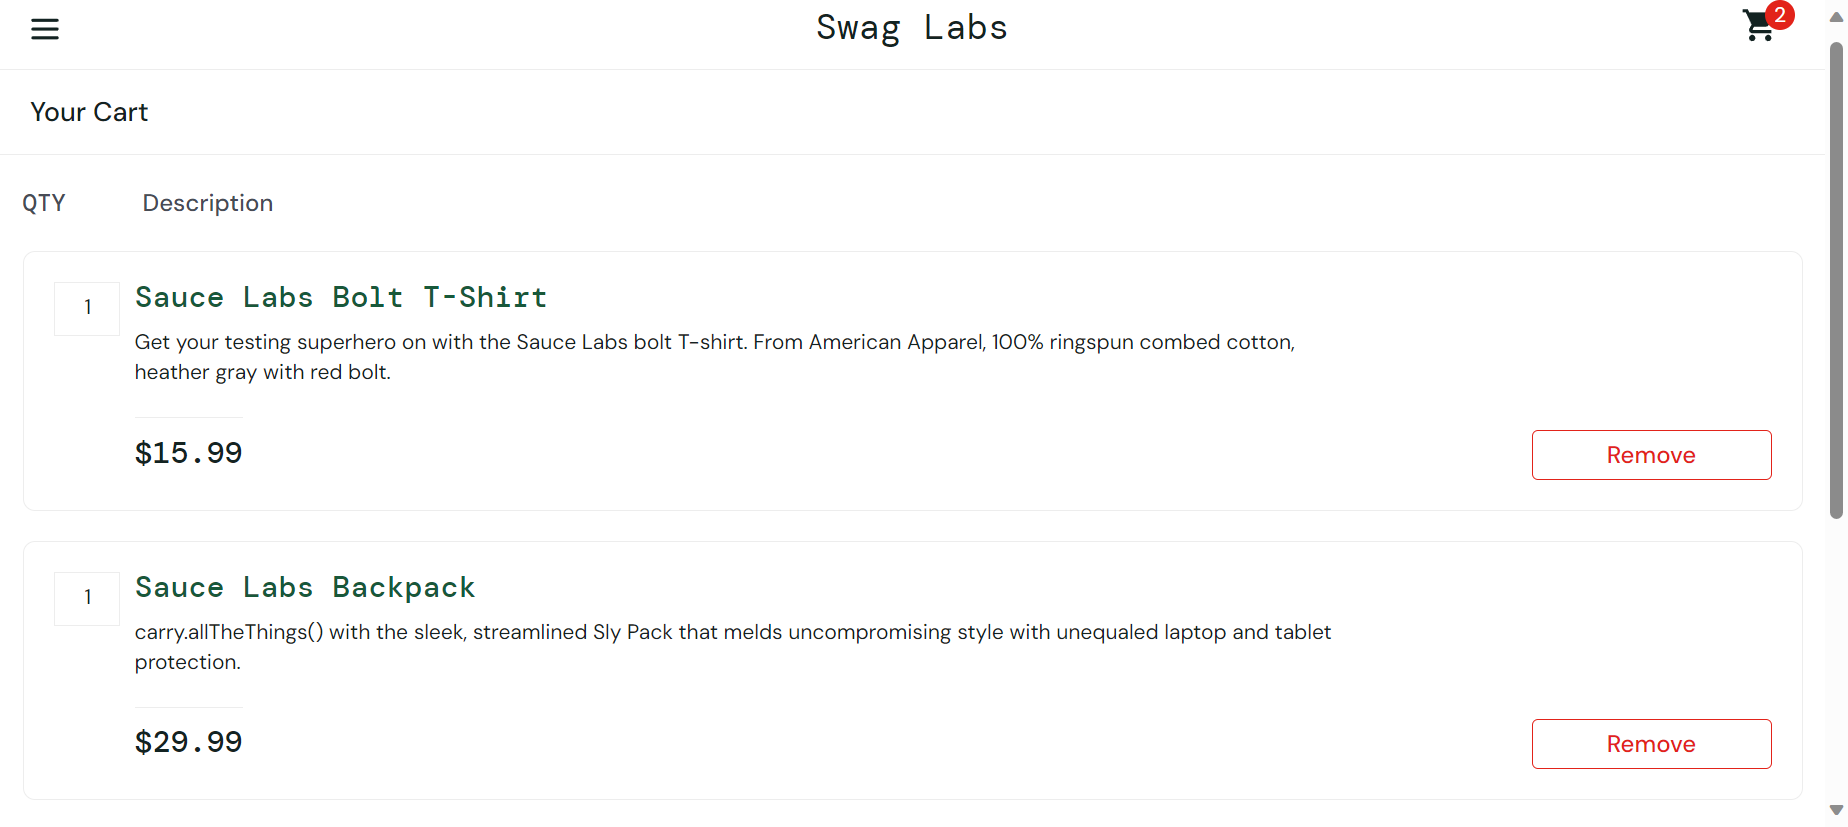 Swag Labs
2
Your Cart
QTY Description
1
Sauce Labs Bolt T-Shirt
Get your testing superhero on with the Sauce Labs bolt T-shirt. From American Apparel, 100% ringspun combed cotton,
heather gray with red bolt.
$15.99
Remove
1
Sauce Labs Backpack
carry.allTheThings() with the sleek, streamlined Sly Pack that melds uncompromising style with unequaled laptop and tablet
protection.
$29.99
Remove